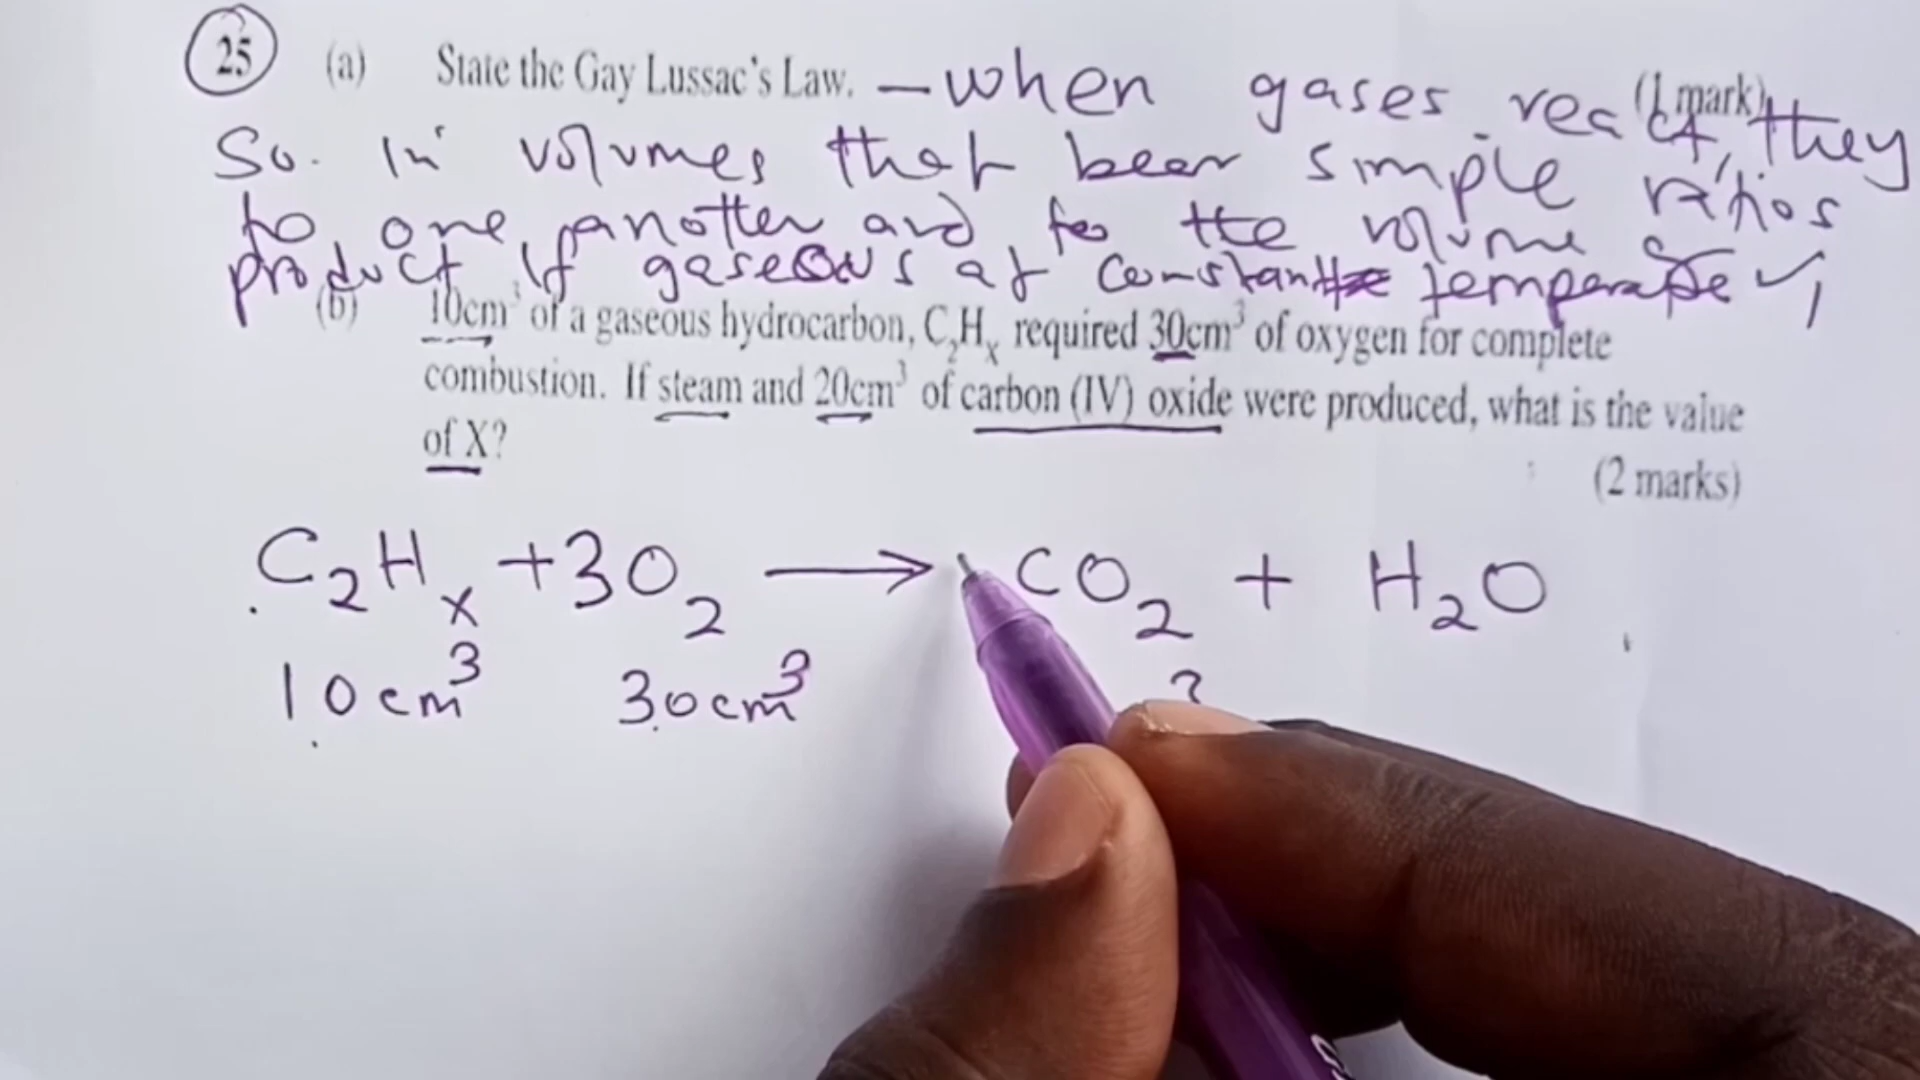 25 (a) State the Gay Lussac's Law. – when gases react, they (1 mark)
So. in volumes that bear simple ratios
to one another and to the volume of
product if gaseous at constant temperature ✓1
(b) 10cm³ of a gaseous hydrocarbon, C₂Hₓ required 30cm³ of oxygen for complete
combustion. If steam and 20cm³ of carbon (IV) oxide were produced, what is the value
of X?
(2 marks)
C₂Hₓ + 3O₂ → CO₂ + H₂O
10cm³ 30cm³